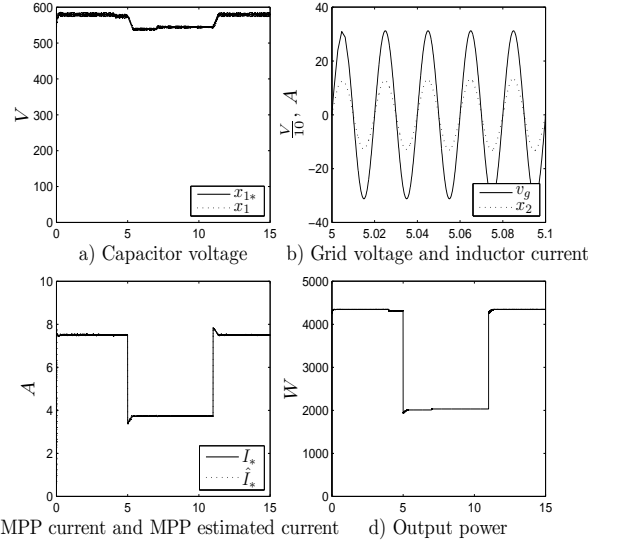 600
500
400
300
200
100
0
V
x1*
x1
0 5 10 15
a) Capacitor voltage
40
20
0
−20
−40
V/10, A
vg
x2
5 5.02 5.04 5.06 5.08 5.1
b) Grid voltage and inductor current
10
8
6
4
2
0
A
I*
Î*
0 5 10 15
MPP current and MPP estimated current
5000
4000
3000
2000
1000
0
W
0 5 10 15
d) Output power